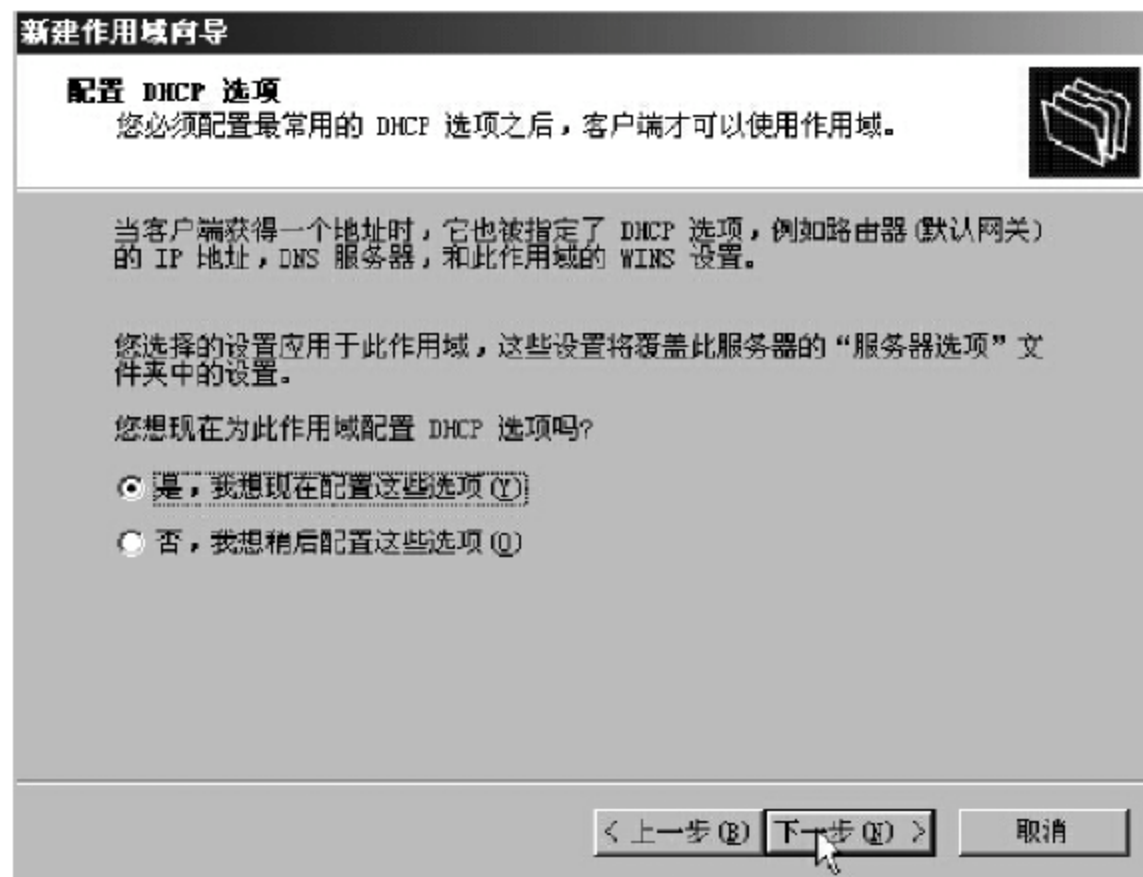 新建作用域向导
配置 DHCP 选项
您必须配置最常用的 DHCP 选项之后，客户端才可以使用作用域。
当客户端获得一个地址时，它也被指定了 DHCP 选项，例如路由器(默认网关)
的 IP 地址，DNS 服务器，和此作用域的 WINS 设置。
您选择的设置应用于此作用域，这些设置将覆盖此服务器的“服务器选项”文
件夹中的设置。
您想现在为此作用域配置 DHCP 选项吗?
是，我想现在配置这些选项(Y)
否，我想稍后配置这些选项(O)
< 上一步(B) 下一步(N) > 取消